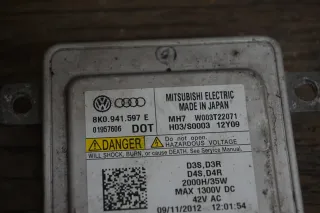 MITSUBISHI ELECTRIC
MADE IN JAPAN
8K0.941.597 E
MH7 W003T22071
01957606 DOT H03/S0003 12Y09
DANGER DO NOT OPEN.
HAZARDOUS VOLTAGE
WILL SHOCK, BURN, or cause DEATH. See Service Manual.
D3S, D3R
D4S, D4R
2000H/35W
MAX 1300V DC
42V AC
09/11/2012 12:01:54